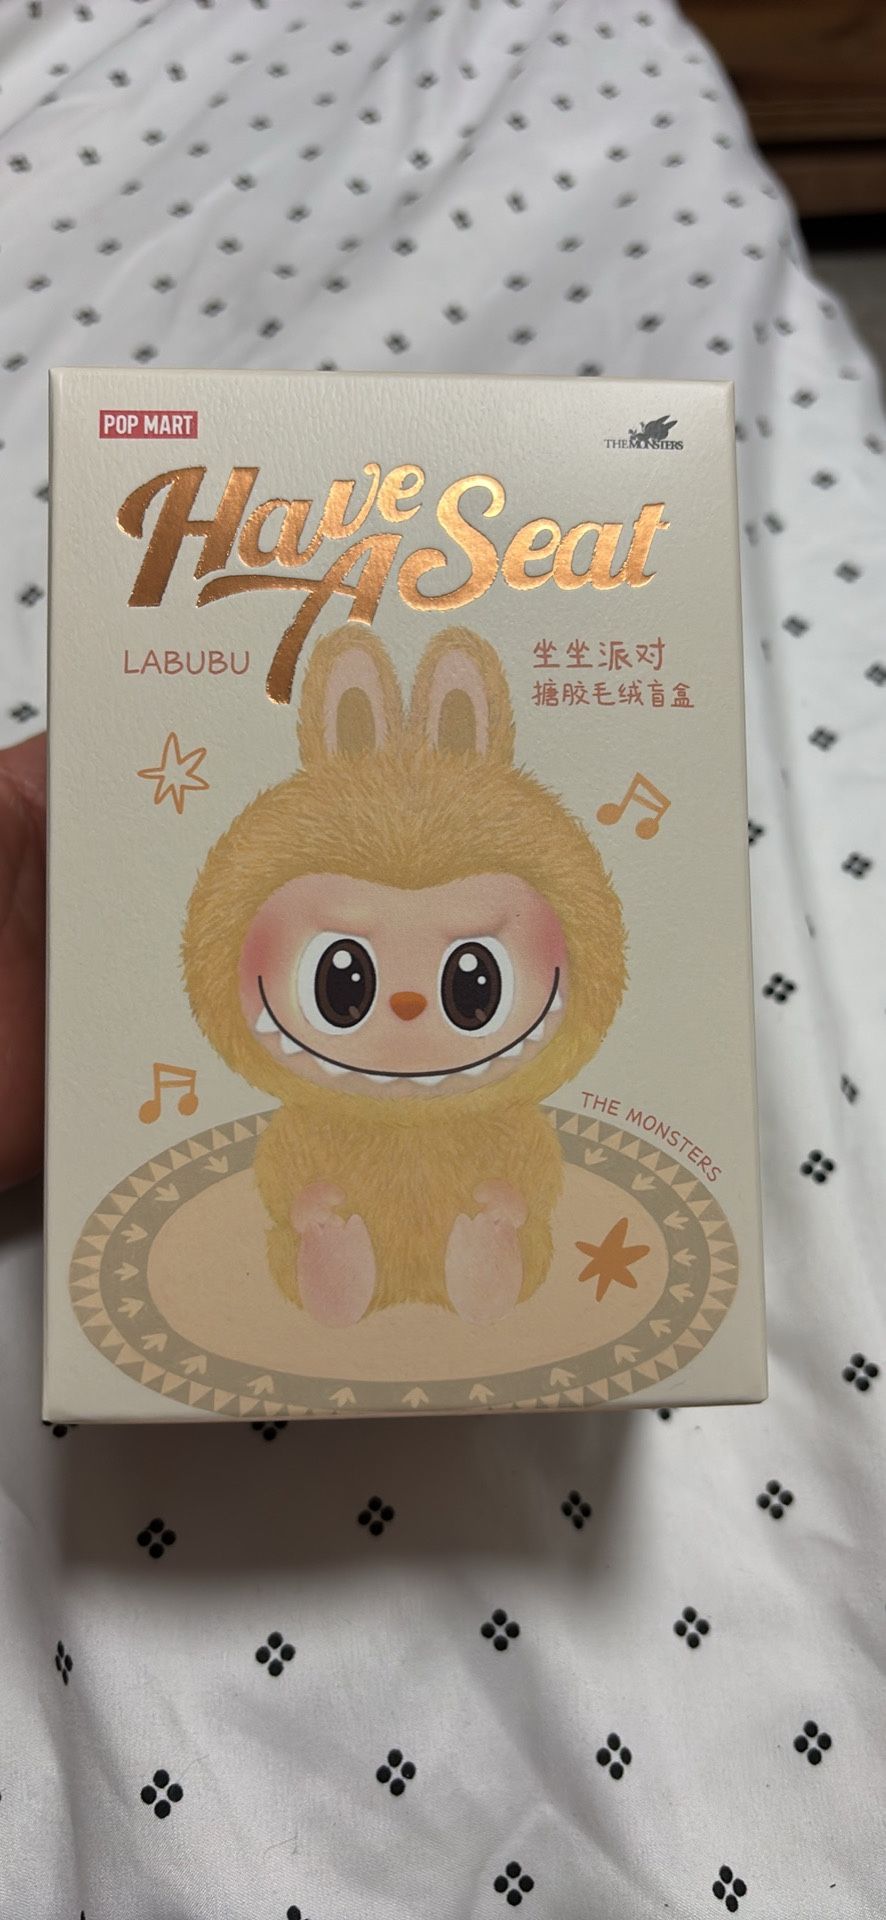 POP MART
THE MONSTERS
Have A Seat
LABUBU
坐坐派对
搪胶毛绒盲盒
THE MONSTERS